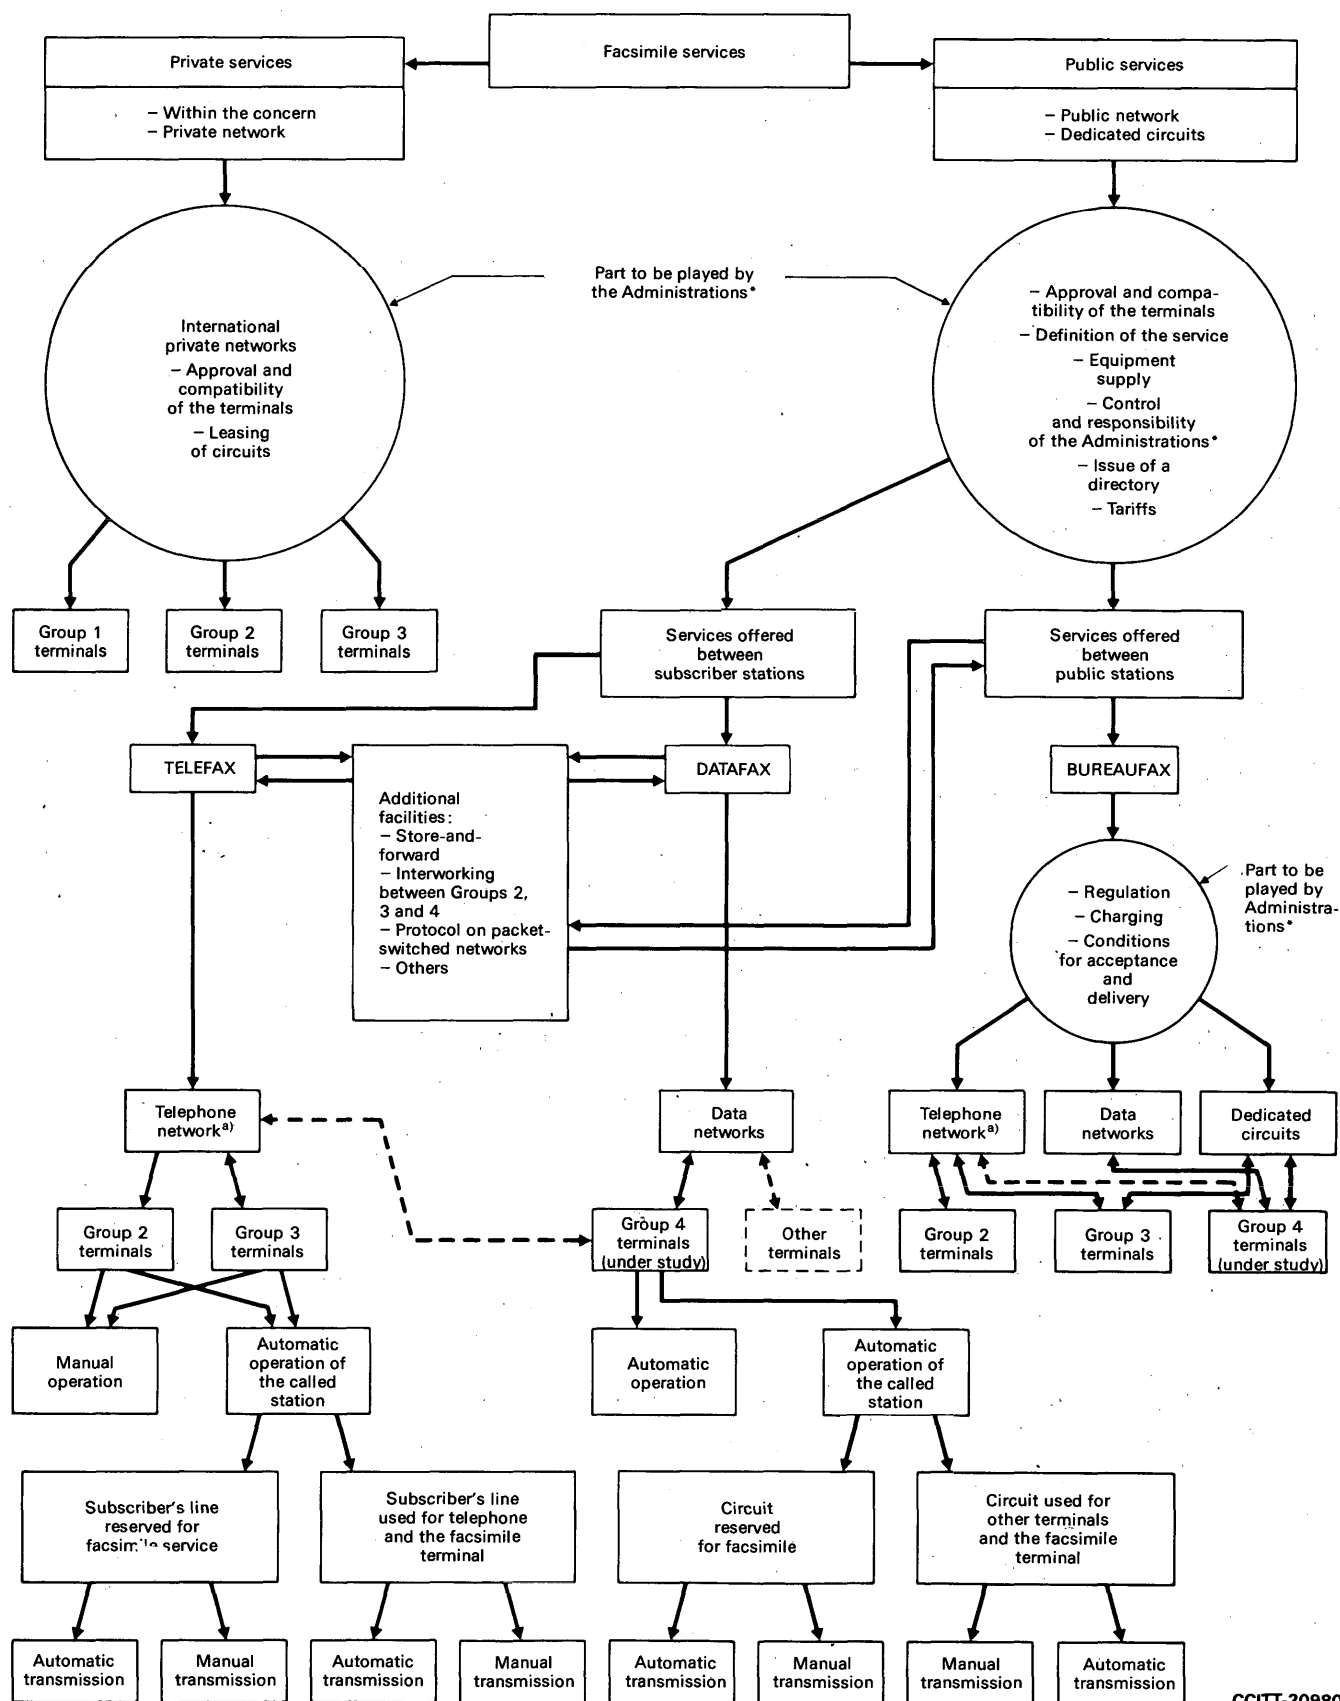 Facsimile services
Private services
– Within the concern
– Private network
Public services
– Public network
– Dedicated circuits
Part to be played by
the Administrations*
International
private networks
– Approval and
compatibility
of the terminals
– Leasing
of circuits
– Approval and compa-
tibility of the terminals
– Definition of the service
– Equipment
supply
– Control
and responsibility
of the Administrations*
– Issue of a
directory
– Tariffs
Group 1
terminals
Group 2
terminals
Group 3
terminals
Services offered
between
subscriber stations
Services offered
between
public stations
TELEFAX
Additional
facilities:
– Store-and-
forward
– Interworking
between Groups 2,
3 and 4
– Protocol on packet-
switched networks
– Others
DATAFAX
BUREAUFAX
– Regulation
– Charging
– Conditions
for acceptance
and
delivery
Part to be
played by
Administra-
tions*
Telephone
network a)
Data
networks
Telephone
network a)
Data
networks
Dedicated
circuits
Group 2
terminals
Group 3
terminals
Group 4
terminals
(under study)
Other
terminals
Group 2
terminals
Group 3
terminals
Group 4
terminals
(under study)
Manual
operation
Automatic
operation of
the called
station
Automatic
operation
Automatic
operation of
the called
station
Subscriber's line
reserved for
facsimile service
Subscriber's line
used for telephone
and the facsimile
terminal
Circuit
reserved
for facsimile
Circuit used for
other terminals
and the facsimile
terminal
Automatic
transmission
Manual
transmission
Automatic
transmission
Manual
transmission
Automatic
transmission
Manual
transmission
Manual
transmission
Automatic
transmission
CCITT-20980